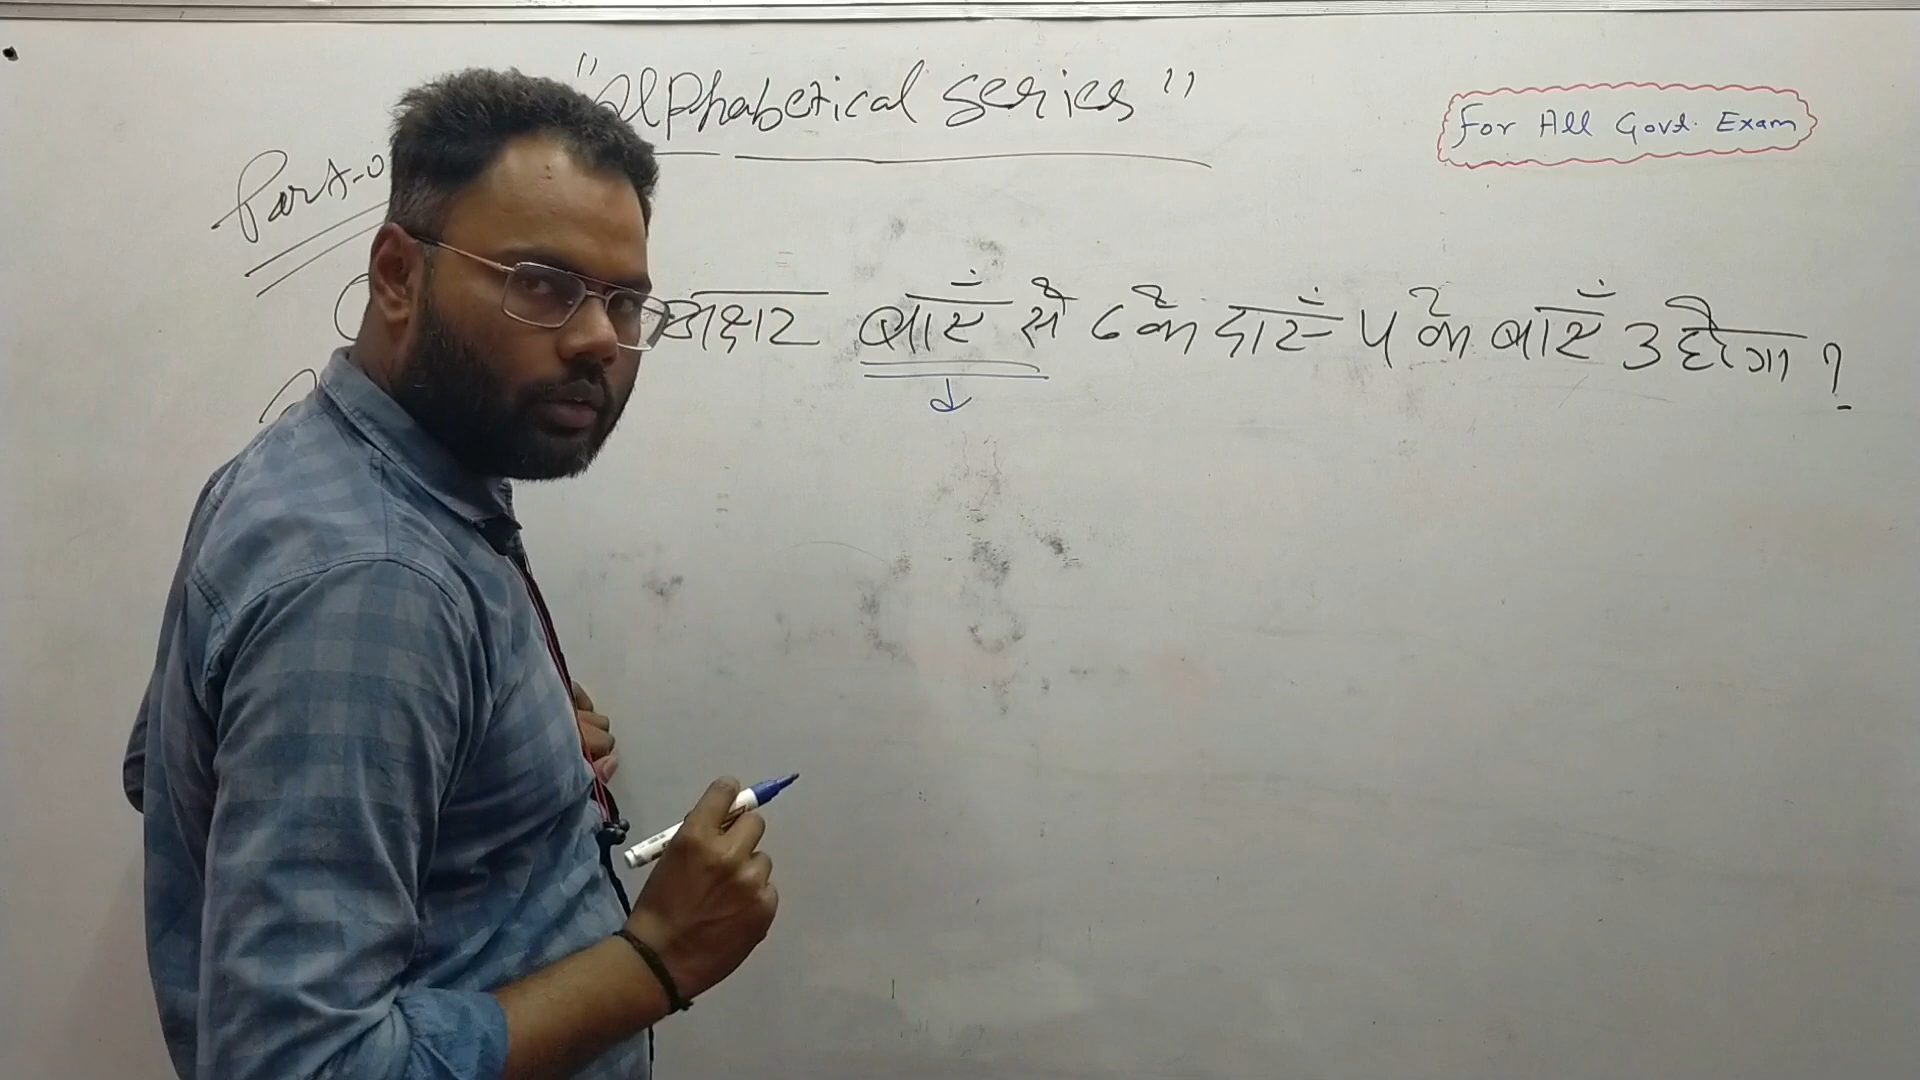 "Alphabetical series"
For All Govt. Exam
Part-0
अक्षर बाएं से 6 के दाएं 4 के बाएं 3 होगा ?